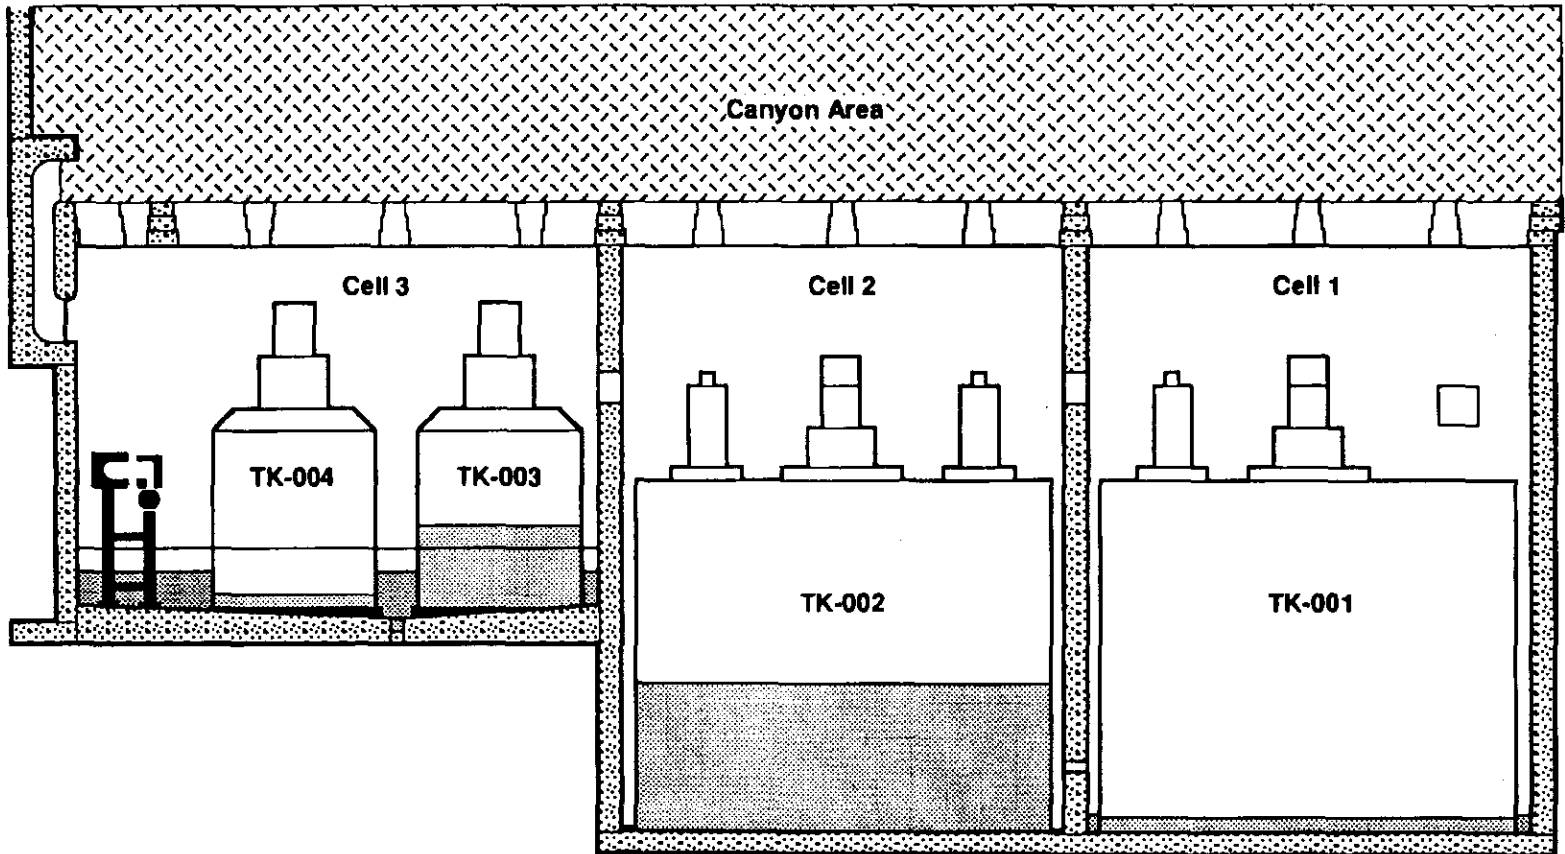 Canyon Area
Cell 3
Cell 2
Cell 1
TK-004
TK-003
TK-002
TK-001